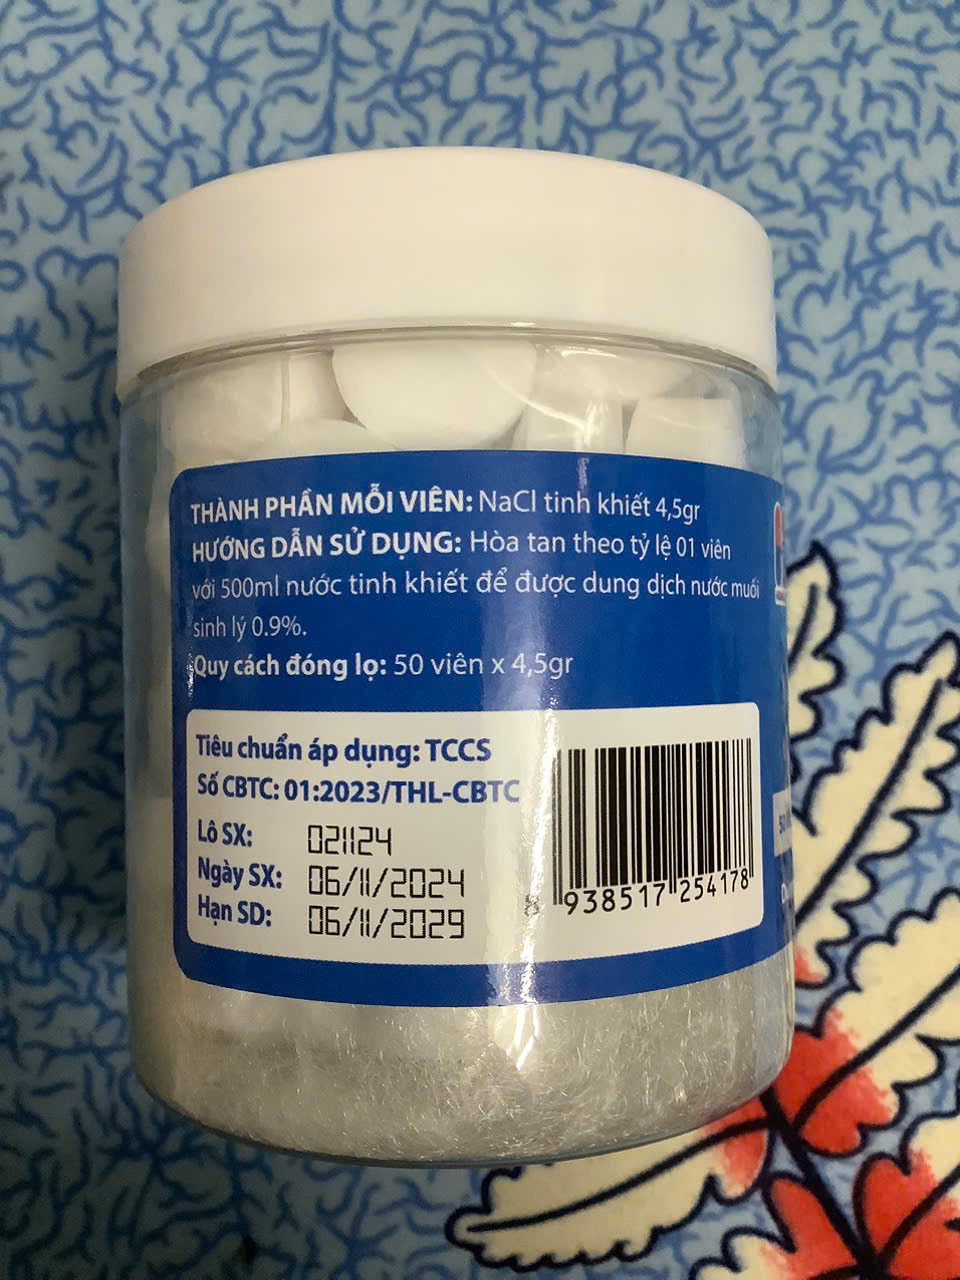 THÀNH PHẦN MỖI VIÊN: NaCl tinh khiết 4,5gr
HƯỚNG DẪN SỬ DỤNG: Hòa tan theo tỷ lệ 01 viên
với 500ml nước tinh khiết để được dung dịch nước muối
sinh lý 0.9%.
Quy cách đóng lọ: 50 viên x 4,5gr
Tiêu chuẩn áp dụng: TCCS
Số CBTC: 01:2023/THL-CBTC
Lô SX: 021124
Ngày SX: 06/11/2024
Hạn SD: 06/11/2029
8 938517 254178